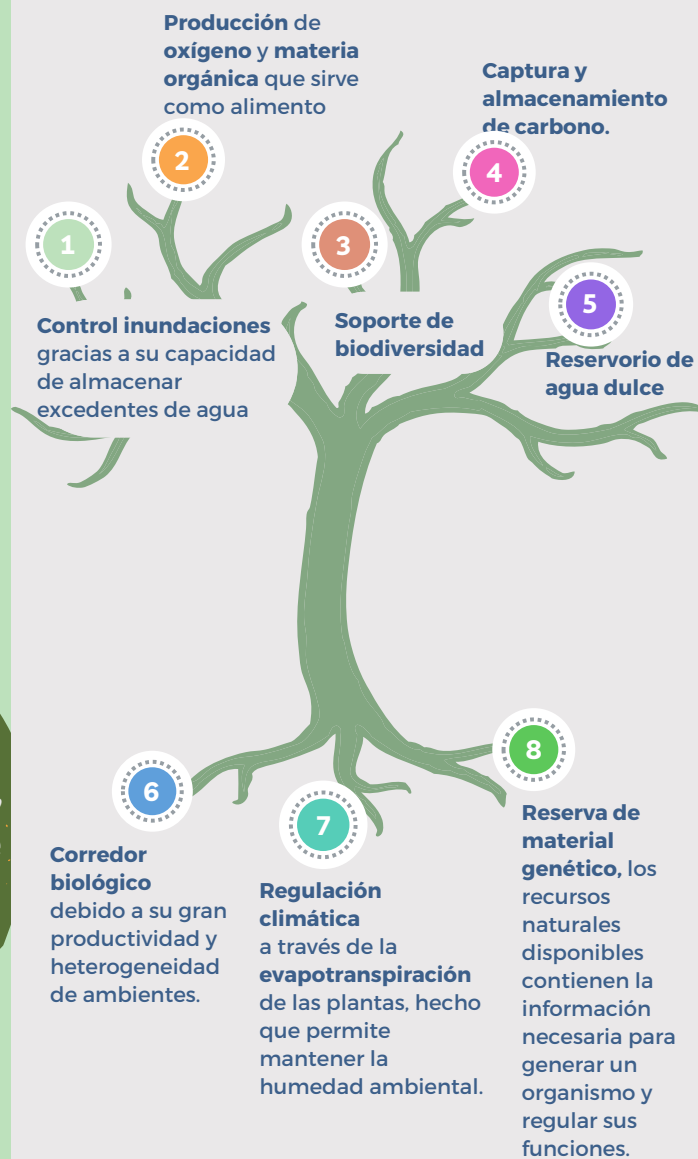 2
Producción de
oxígeno y materia
orgánica que sirve
como alimento
4
Captura y
almacenamiento
de carbono.
1
Control inundaciones
gracias a su capacidad
de almacenar
excedentes de agua
3
Soporte de
biodiversidad
5
Reservorio de
agua dulce
6
Corredor
biológico
debido a su gran
productividad y
heterogeneidad
de ambientes.
7
Regulación
climática
a través de la
evapotranspiración
de las plantas, hecho
que permite
mantener la
humedad ambiental.
8
Reserva de
material
genético, los
recursos
naturales
disponibles
contienen la
información
necesaria para
generar un
organismo y
regular sus
funciones.